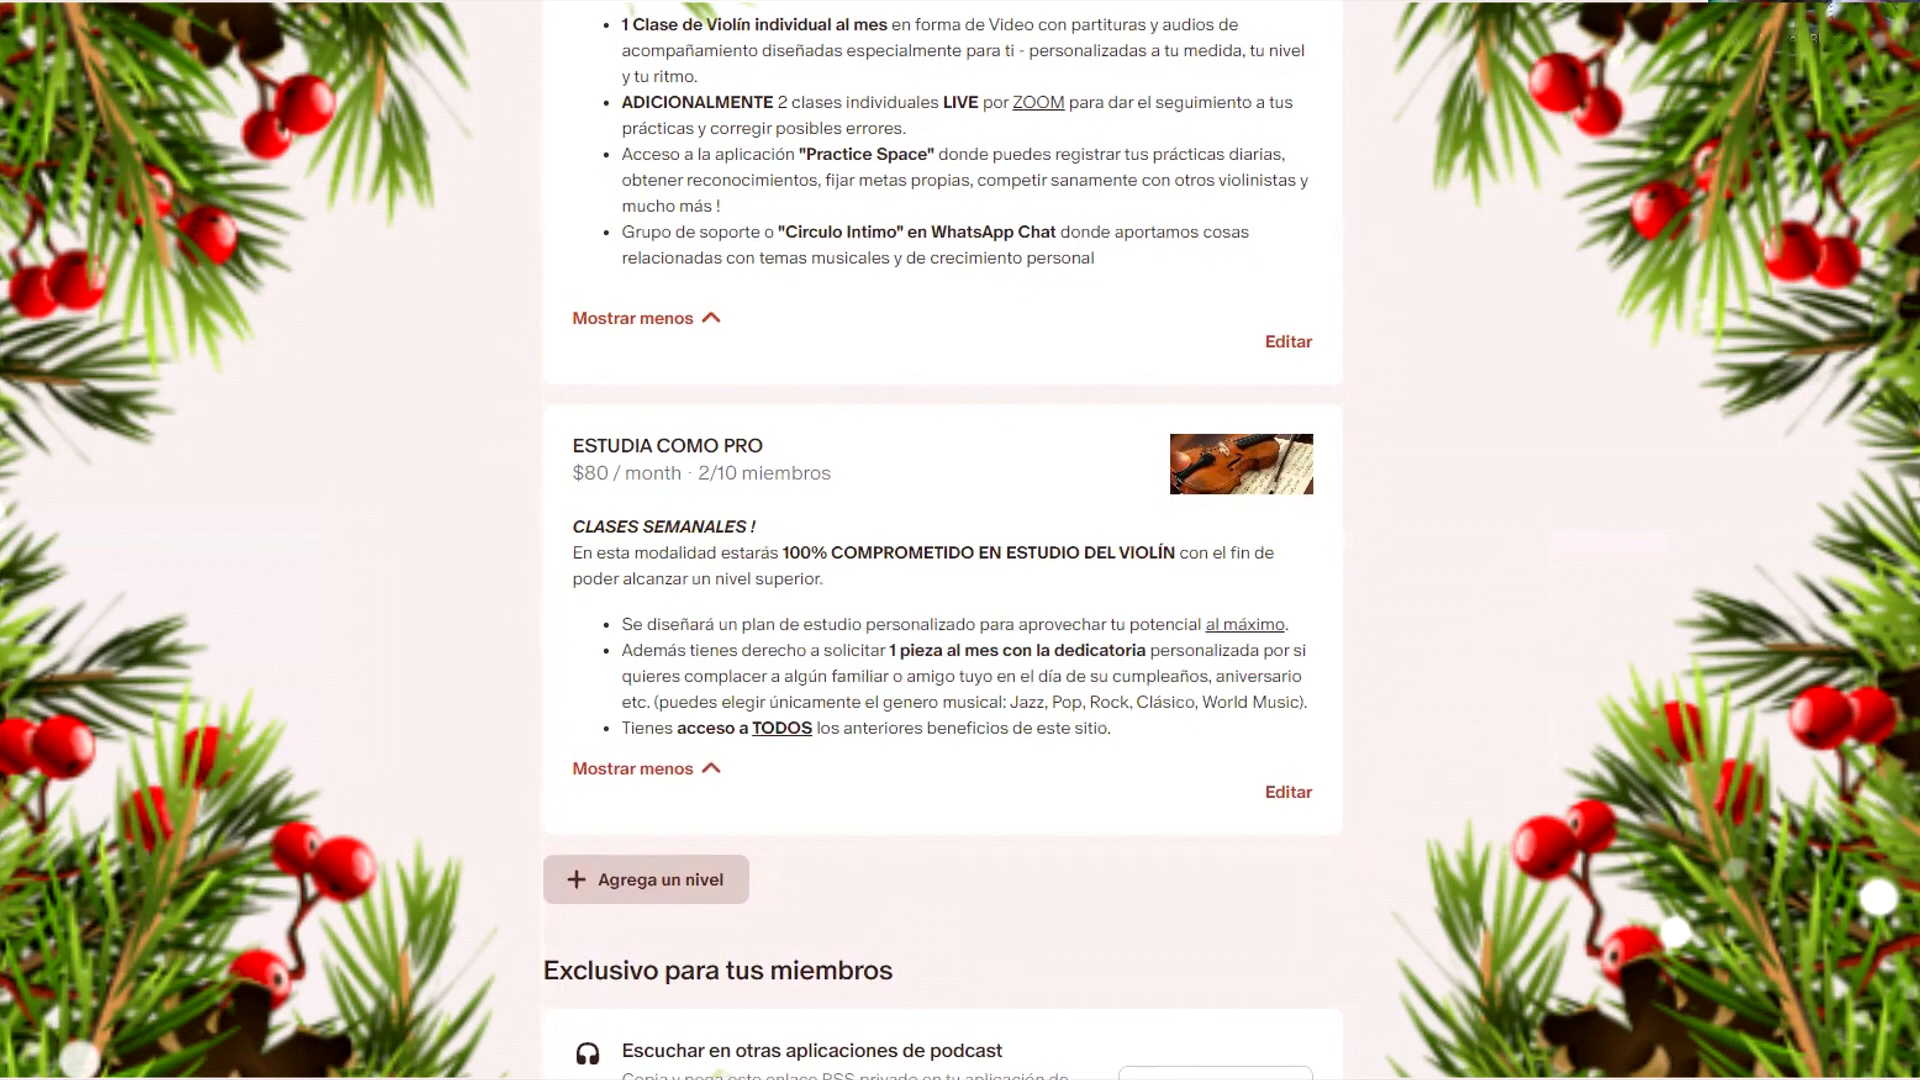 1 Clase de Violín individual al mes en forma de Video con partituras y audios de
acompañamiento diseñadas especialmente para ti - personalizadas a tu medida, tu nivel
y tu ritmo.
ADICIONALMENTE 2 clases individuales LIVE por ZOOM para dar el seguimiento a tus
prácticas y corregir posibles errores.
Acceso a la aplicación "Practice Space" donde puedes registrar tus prácticas diarias,
obtener reconocimientos, fijar metas propias, competir sanamente con otros violinistas y
mucho más !
Grupo de soporte o "Circulo Intimo" en WhatsApp Chat donde aportamos cosas
relacionadas con temas musicales y de crecimiento personal
Mostrar menos
Editar
ESTUDIA COMO PRO
$80 / month · 2/10 miembros
CLASES SEMANALES !
En esta modalidad estarás 100% COMPROMETIDO EN ESTUDIO DEL VIOLÍN con el fin de
poder alcanzar un nivel superior.
Se diseñará un plan de estudio personalizado para aprovechar tu potencial al máximo.
Además tienes derecho a solicitar 1 pieza al mes con la dedicatoria personalizada por si
quieres complacer a algún familiar o amigo tuyo en el día de su cumpleaños, aniversario
etc. (puedes elegir únicamente el genero musical: Jazz, Pop, Rock, Clásico, World Music).
Tienes acceso a TODOS los anteriores beneficios de este sitio.
Mostrar menos
Editar
+ Agrega un nivel
Exclusivo para tus miembros
Escuchar en otras aplicaciones de podcast
Copia y pega este enlace RSS privado en tu aplicación de